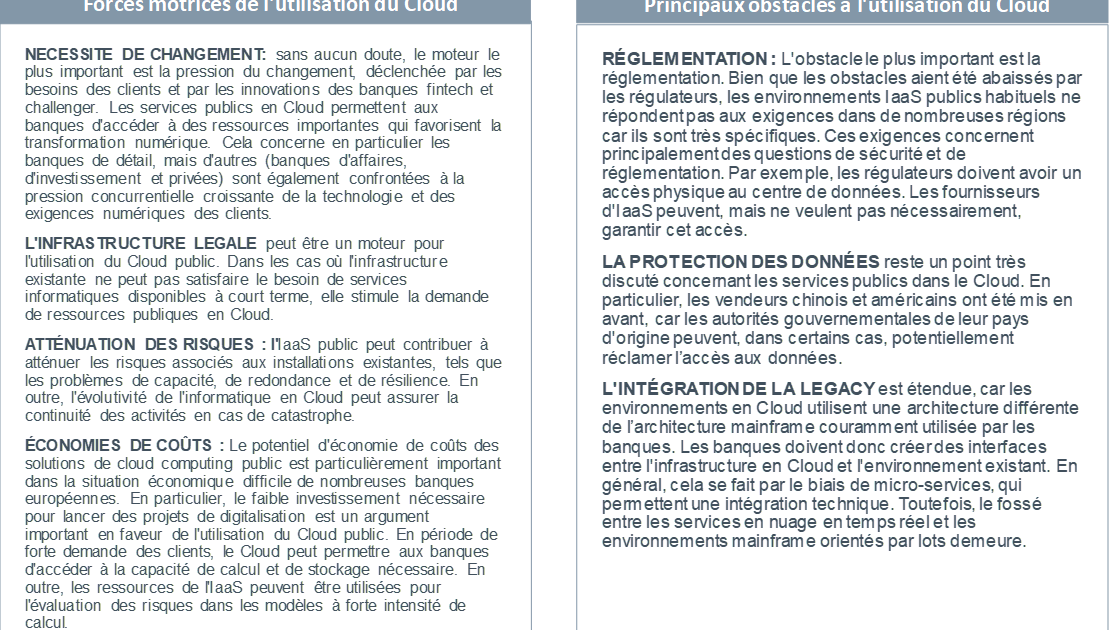 Forces motrices de l'utilisation du Cloud
NECESSITE DE CHANGEMENT: sans aucun doute, le moteur le
plus important est la pression du changement, déclenchée par les
besoins des clients et par les innovations des banques fintech et
challenger. Les services publics en Cloud permettent aux
banques d'accéder à des ressources importantes qui favorisent la
transformation numérique. Cela concerne en particulier les
banques de détail, mais d'autres (banques d'affaires,
d'investissement et privées) sont également confrontées à la
pression concurrentielle croissante de la technologie et des
exigences numériques des clients.
L'INFRASTRUCTURE LEGALE peut être un moteur pour
l'utilisation du Cloud public. Dans les cas où l'infrastructure
existante ne peut pas satisfaire le besoin de services
informatiques disponibles à court terme, elle stimule la demande
de ressources publiques en Cloud.
ATTÉNUATION DES RISQUES : l'IaaS public peut contribuer à
atténuer les risques associés aux installations existantes, tels que
les problèmes de capacité, de redondance et de résilience. En
outre, l'évolutivité de l'informatique en Cloud peut assurer la
continuité des activités en cas de catastrophe.
ÉCONOMIES DE COÛTS : Le potentiel d'économie de coûts des
solutions de cloud computing public est particulièrement important
dans la situation économique difficile de nombreuses banques
européennes. En particulier, le faible investissement nécessaire
pour lancer des projets de digitalisation est un argument
important en faveur de l'utilisation du Cloud public. En période de
forte demande des clients, le Cloud peut permettre aux banques
d'accéder à la capacité de calcul et de stockage nécessaire. En
outre, les ressources de l'IaaS peuvent être utilisées pour
l'évaluation des risques dans les modèles à forte intensité de
calcul.
Principaux obstacles à l'utilisation du Cloud
RÉGLEMENTATION : L'obstacle le plus important est la
réglementation. Bien que les obstacles aient été abaissés par
les régulateurs, les environnements IaaS publics habituels ne
répondent pas aux exigences dans de nombreuses régions
car ils sont très spécifiques. Ces exigences concernent
principalement des questions de sécurité et de
réglementation. Par exemple, les régulateurs doivent avoir un
accès physique au centre de données. Les fournisseurs
d'IaaS peuvent, mais ne veulent pas nécessairement,
garantir cet accès.
LA PROTECTION DES DONNÉES reste un point très
discuté concernant les services publics dans le Cloud. En
particulier, les vendeurs chinois et américains ont été mis en
avant, car les autorités gouvernementales de leur pays
d'origine peuvent, dans certains cas, potentiellement
réclamer l'accès aux données.
L'INTÉGRATION DE LA LEGACY est étendue, car les
environnements en Cloud utilisent une architecture différente
de l'architecture mainframe couramment utilisée par les
banques. Les banques doivent donc créer des interfaces
entre l'infrastructure en Cloud et l'environnement existant. En
général, cela se fait par le biais de micro-services, qui
permettent une intégration technique. Toutefois, le fossé
entre les services en nuage en temps réel et les
environnements mainframe orientés par lots demeure.